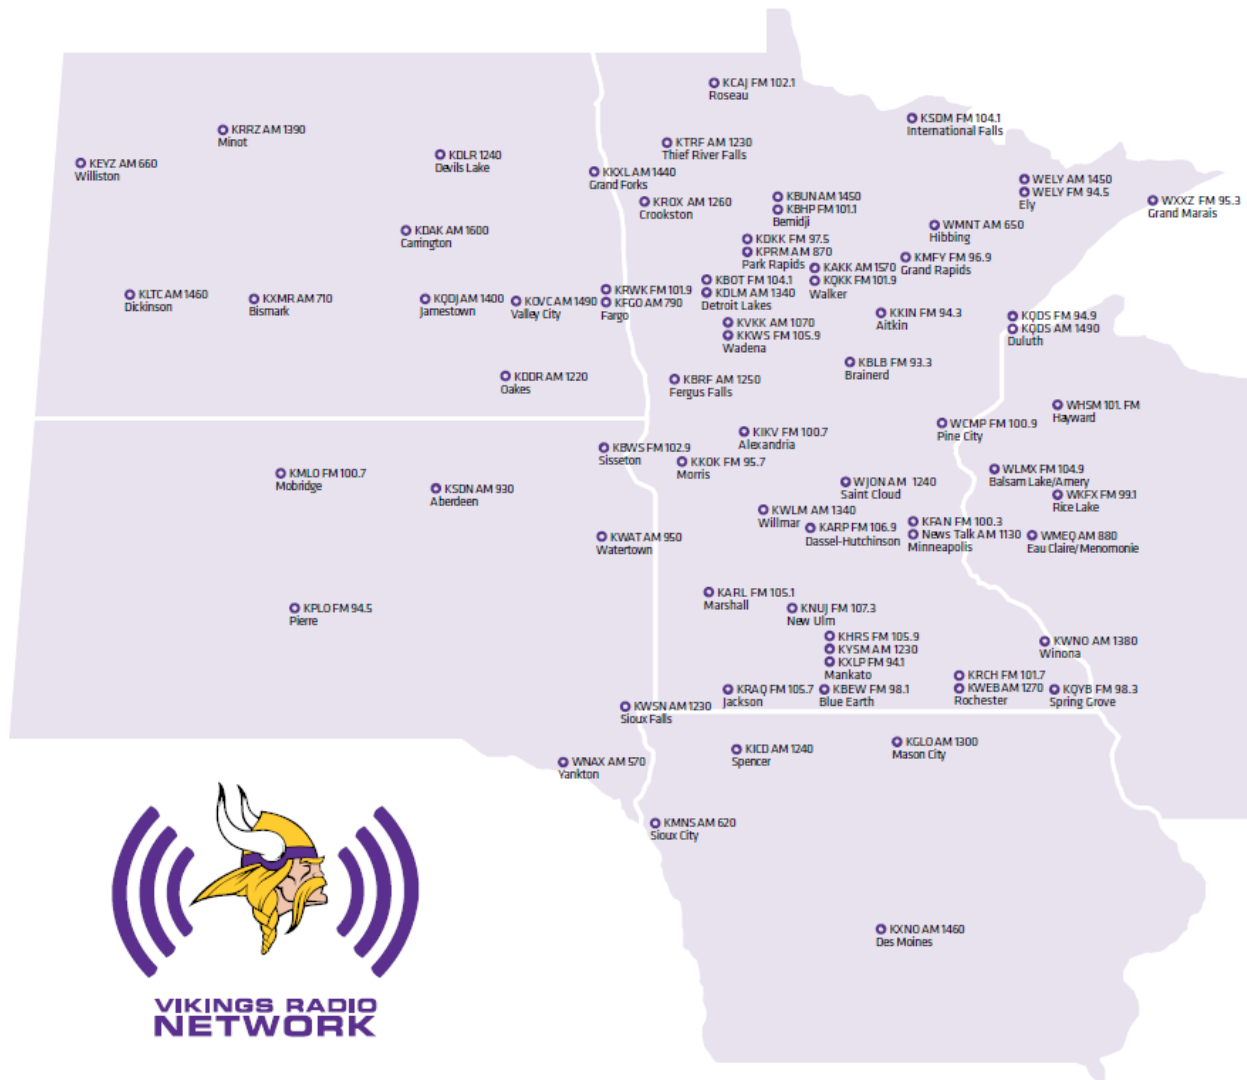 KCAJ FM 102.1
Roseau
KSDM FM 104.1
International Falls
KRRZ AM 1390
Minot
KTRF AM 1230
Thief River Falls
KEYZ AM 660
Williston
KDLR 1240
Devils Lake
KKXL AM 1440
Grand Forks
WELY AM 1450
WELY FM 94.5
Ely
WXXZ FM 95.3
Grand Marais
KROX AM 1260
Crookston
KBUN AM 1450
KBHP FM 101.1
Bemidji
WMNT AM 650
Hibbing
KDAK AM 1600
Carrington
KDKK FM 97.5
KPRM AM 870
Park Rapids
KMFY FM 96.9
Grand Rapids
KAKK AM 1570
KQKK FM 101.9
Walker
KBOT FM 104.1
KDLM AM 1340
Detroit Lakes
KLTC AM 1460
Dickinson
KXMR AM 710
Bismark
KQDJ AM 1400
Jamestown
KOVC AM 1490
Valley City
KRWK FM 101.9
KFGO AM 790
Fargo
KKIN FM 94.3
Aitkin
KQDS FM 94.9
KQDS AM 1490
Duluth
KVKK AM 1070
KKWS FM 105.9
Wadena
KBLB FM 93.3
Brainerd
KDDR AM 1220
Oakes
KBRF AM 1250
Fergus Falls
WHSM 101. FM
Hayward
WCMP FM 100.9
Pine City
KIKV FM 100.7
Alexandria
KBWS FM 102.9
Sisseton
KKOK FM 95.7
Morris
WLMX FM 104.9
Balsam Lake/Amery
KMLO FM 100.7
Mobridge
KSDN AM 930
Aberdeen
WJON AM 1240
Saint Cloud
WKFX FM 99.1
Rice Lake
KWLM AM 1340
Willmar
KARP FM 106.9
Dassel-Hutchinson
KFAN FM 100.3
News Talk AM 1130
Minneapolis
KWAT AM 950
Watertown
WMEQ AM 880
Eau Claire/Menomonie
KARL FM 105.1
Marshall
KPLO FM 94.5
Pierre
KNUJ FM 107.3
New Ulm
KHRS FM 105.9
KYSM AM 1230
KXLP FM 94.1
Mankato
KWNO AM 1380
Winona
KRCH FM 101.7
KWEB AM 1270
Rochester
KRAQ FM 105.7
Jackson
KBEW FM 98.1
Blue Earth
KQYB FM 98.3
Spring Grove
KWSN AM 1230
Sioux Falls
KICD AM 1240
Spencer
KGLO AM 1300
Mason City
WNAX AM 570
Yankton
KMNS AM 620
Sioux City
KXNO AM 1460
Des Moines
VIKINGS RADIO
NETWORK